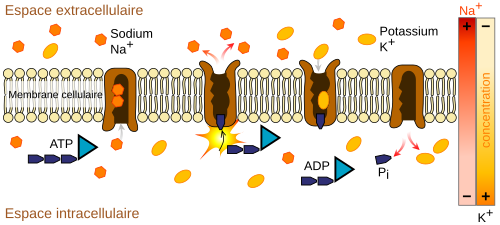 Espace extracellulaire
Na+
Sodium
Na+
Potassium
K+
+ -
Membrane cellulaire
concentration
ATP
ADP
Pi
- +
Espace intracellulaire
K+